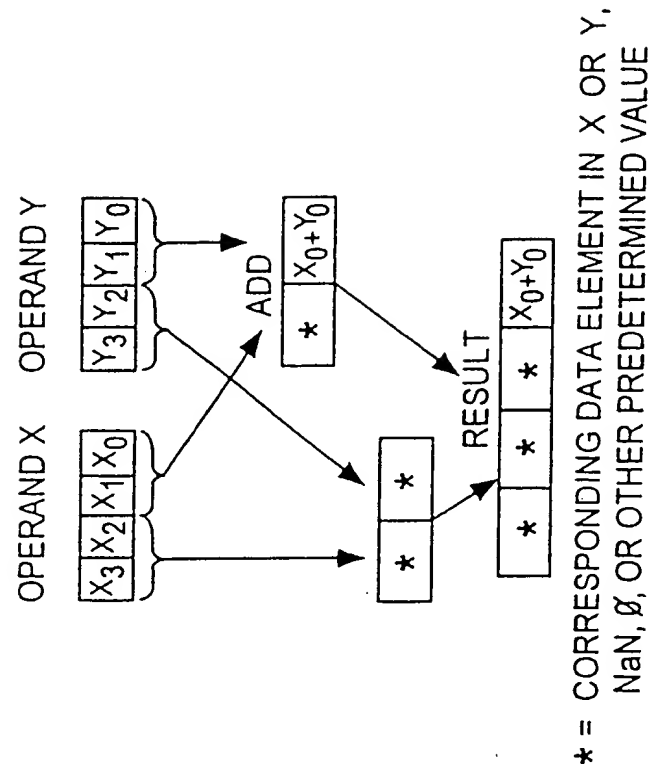 OPERAND X OPERAND Y
X3 X2 X1 X0 Y3 Y2 Y1 Y0
ADD
* X0+Y0
* *
RESULT
* * * X0+Y0
* = CORRESPONDING DATA ELEMENT IN X OR Y,
NaN, Ø, OR OTHER PREDETERMINED VALUE